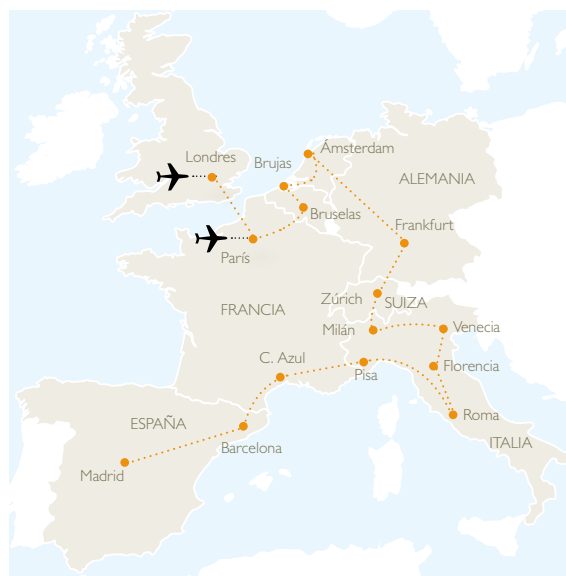 Londres
Brujas
Ámsterdam
ALEMANIA
Bruselas
Frankfurt
París
Zúrich
SUIZA
FRANCIA
Milán
Venecia
C. Azul
Pisa
Florencia
Roma
ESPAÑA
ITALIA
Barcelona
Madrid